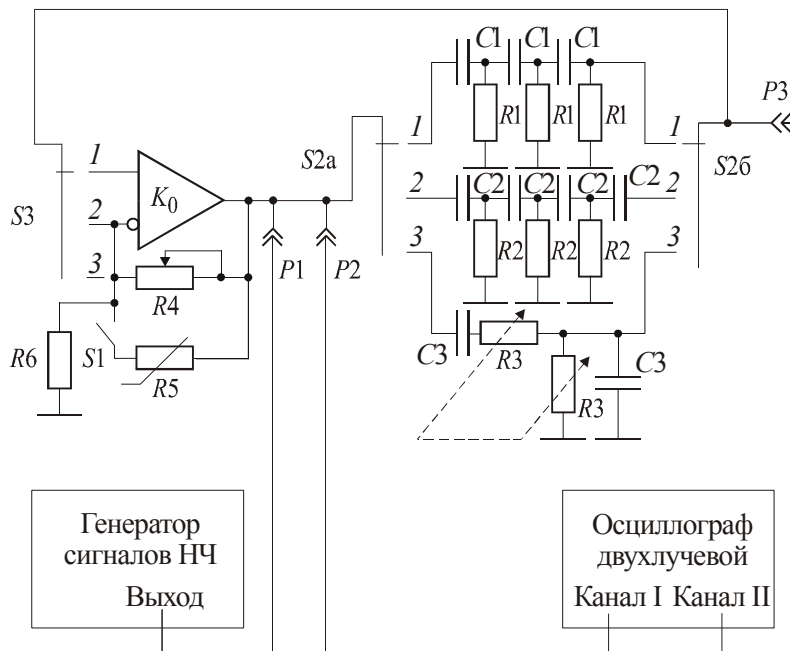 C1 C1 C1
P3
R1 R1 R1
1 1
S2а S2б
1
K0
2 C2 C2 C2 C2 2
S3 2
3 3
3
R2 R2 R2
R4 P1 P2
R6 S1
R5
C3 R3 C3
R3
Генератор
сигналов НЧ
Выход
Осциллограф
двухлучевой
Канал I Канал II